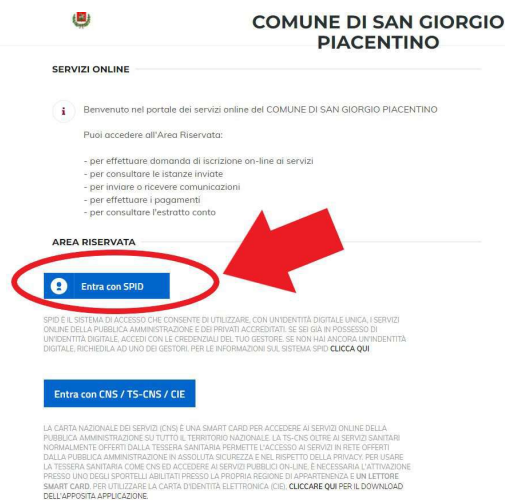 COMUNE DI SAN GIORGIO
PIACENTINO
SERVIZI ONLINE
i
Benvenuto nel portale dei servizi online del COMUNE DI SAN GIORGIO PIACENTINO
Puoi accedere all'Area Riservata:
- per effettuare domanda di iscrizione on-line ai servizi
- per consultare le istanze inviate
- per inviare o ricevere comunicazioni
- per effettuare i pagamenti
- per consultare l'estratto conto
AREA RISERVATA
Entra con SPID
SPID È IL SISTEMA DI ACCESSO CHE CONSENTE DI UTILIZZARE, CON UN'IDENTITÀ DIGITALE UNICA, I SERVIZI
ONLINE DELLA PUBBLICA AMMINISTRAZIONE E DEI PRIVATI ACCREDITATI. SE SEI GIÀ IN POSSESSO DI
UN'IDENTITÀ DIGITALE, ACCEDI CON LE CREDENZIALI DEL TUO GESTORE. SE NON HAI ANCORA UN'INDENTITÀ
DIGITALE, RICHIEDILA AD UNO DEI GESTORI. PER LE INFORMAZIONI SUL SISTEMA SPID CLICCA QUI
Entra con CNS / TS-CNS / CIE
LA CARTA NAZIONALE DEI SERVIZI (CNS) È UNA SMART CARD PER ACCEDERE AI SERVIZI ONLINE DELLA
PUBBLICA AMMINISTRAZIONE SU TUTTO IL TERRITORIO NAZIONALE. LA TS-CNS OLTRE AI SERVIZI SANITARI
NORMALMENTE OFFERTI DALLA TESSERA SANITARIA PERMETTE L'ACCESSO AI SERVIZI IN RETE OFFERTI
DALLA PUBBLICA AMMINISTRAZIONE IN ASSOLUTA SICUREZZA E NEL RISPETTO DELLA PRIVACY. PER USARE
LA TESSERA SANITARIA COME CNS ED ACCEDERE AI SERVIZI PUBBLICI ON-LINE, È NECESSARIA L'ATTIVAZIONE
PRESSO UNO DEGLI SPORTELLI ABILITATI PRESSO LA PROPRIA REGIONE DI APPARTENENZA E UN LETTORE
SMART CARD. PER UTILIZZARE LA CARTA D'IDENTITÀ ELETTRONICA (CIE), CLICCARE QUI PER IL DOWNLOAD
DELL'APPOSITA APPLICAZIONE.